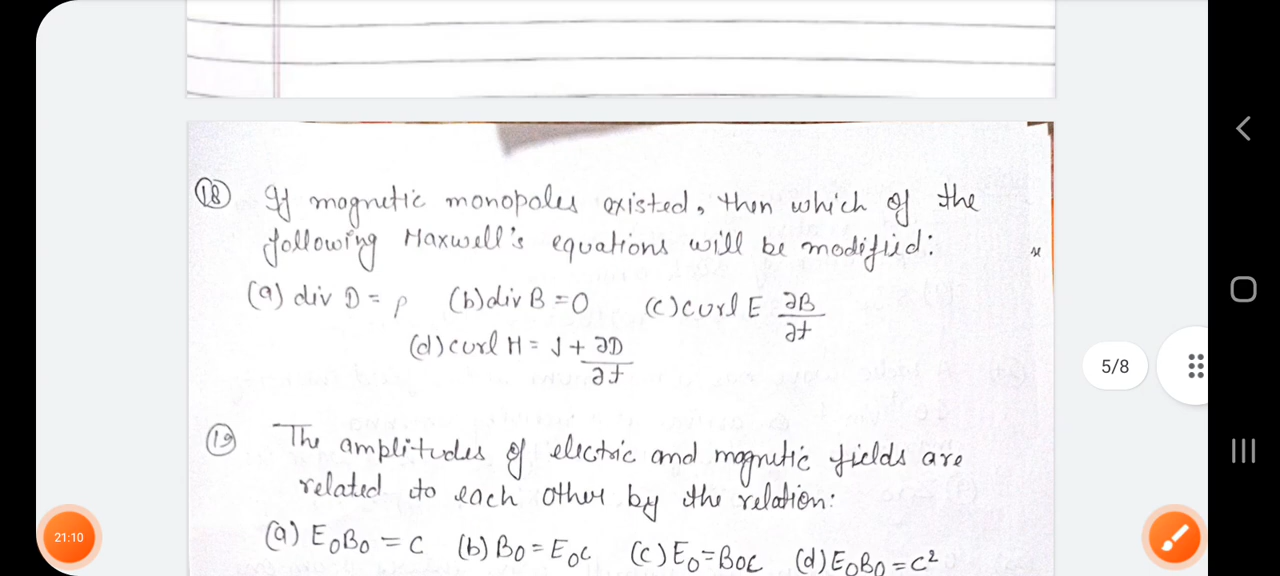 ⑱ If magnetic monopoles existed, then which of the
following Maxwell's equations will be modified:
(a) div D = ρ (b) div B = 0 (c) curl E ∂B/∂t
(d) curl H = J + ∂D/∂t
5/8
⑲ The amplitudes of electric and magnetic fields are
related to each other by the relation:
21:10
(a) E₀B₀ = c (b) B₀ = E₀c (c) E₀ = B₀c (d) E₀B₀ = c²